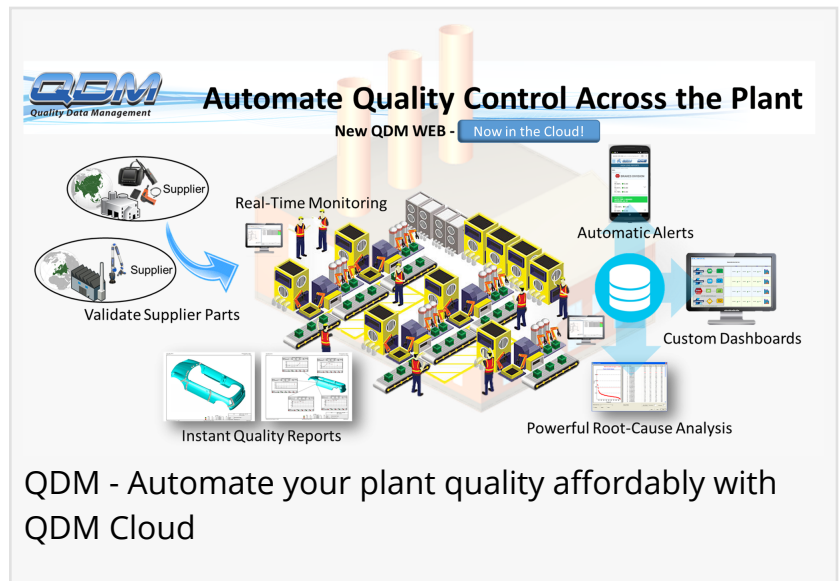 QDM
Quality Data Management
Automate Quality Control Across the Plant
New QDM WEB - Now in the Cloud!
Supplier
Supplier
Validate Supplier Parts
Real-Time Monitoring
Automatic Alerts
Custom Dashboards
Instant Quality Reports
Powerful Root-Cause Analysis
QDM - Automate your plant quality affordably with
QDM Cloud